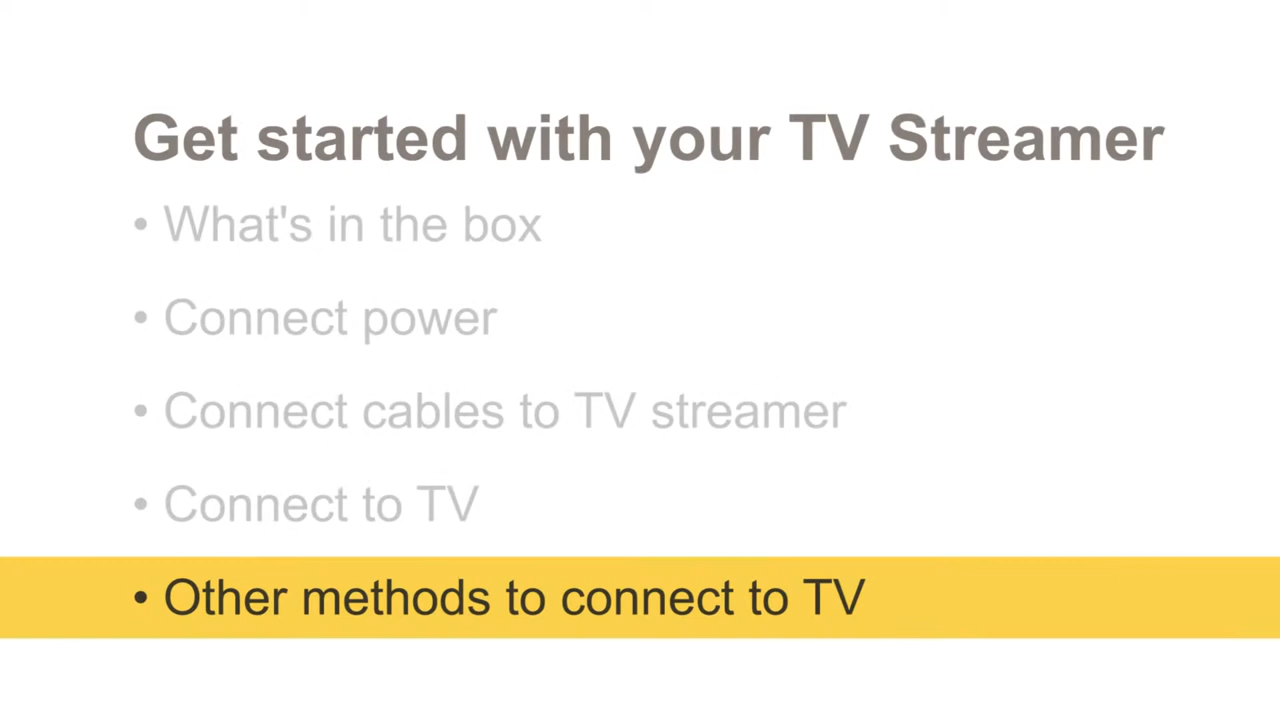 Get started with your TV Streamer
• What's in the box
• Connect power
• Connect cables to TV streamer
• Connect to TV
• Other methods to connect to TV